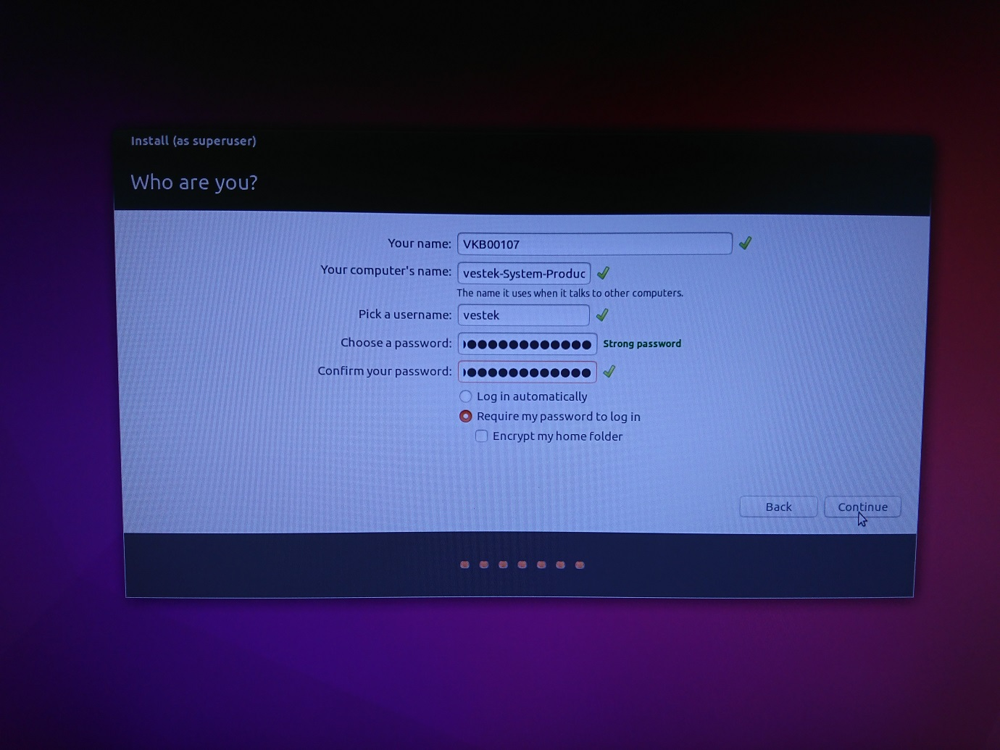 Install (as superuser)
Who are you?
Your name: VKB00107
Your computer's name: vestek-System-Produc
The name it uses when it talks to other computers.
Pick a username: vestek
Choose a password: Strong password
Confirm your password:
Log in automatically
Require my password to log in
Encrypt my home folder
Back Continue